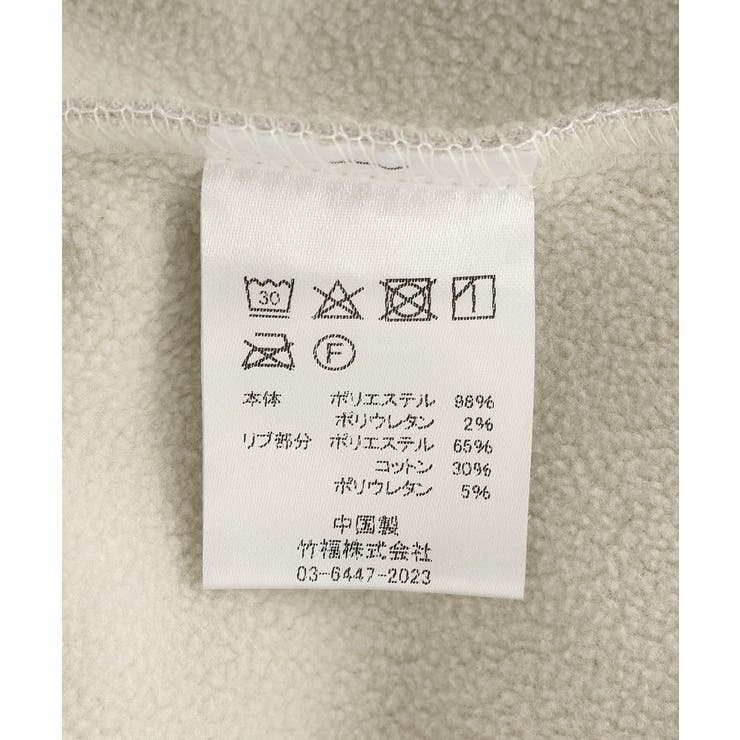 30
F
本体 ポリエステル 98%
ポリウレタン 2%
リブ部分 ポリエステル 65%
コットン 30%
ポリウレタン 5%
中国製
竹福株式会社
03-6447-2023